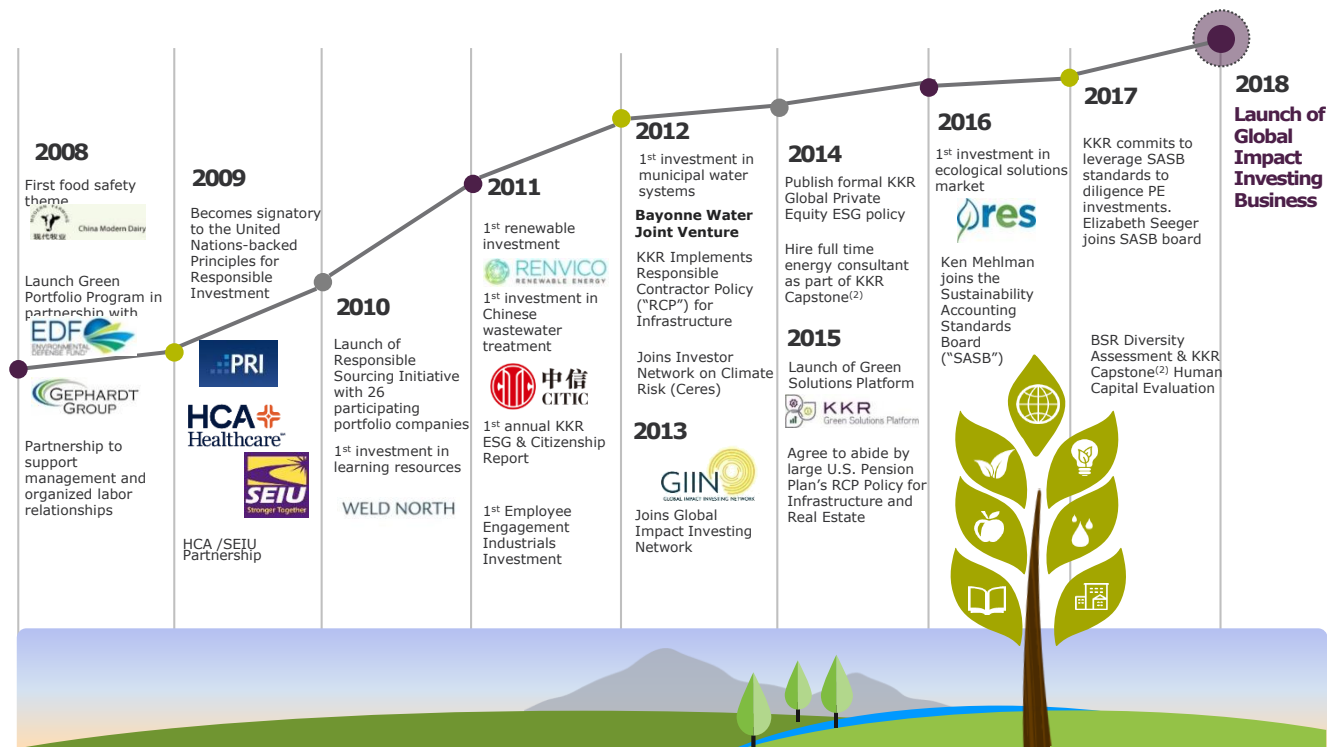 2008
First food safety
theme
MODERN FARMING
现代牧业
China Modern Dairy
Launch Green
Portfolio Program in
partnership with
EDF
ENVIRONMENTAL
DEFENSE FUND
GEPHARDT
GROUP
Partnership to
support
management and
organized labor
relationships
2009
Becomes signatory
to the United
Nations-backed
Principles for
Responsible
Investment
PRI
HCA
Healthcare℠
SEIU
Stronger Together
HCA /SEIU
Partnership
2010
Launch of
Responsible
Sourcing Initiative
with 26
participating
portfolio companies
1st investment in
learning resources
WELD NORTH
2011
1st renewable
investment
RENVICO
RENEWABLE ENERGY
1st investment in
Chinese
wastewater
treatment
中信
CITIC
1st annual KKR
ESG & Citizenship
Report
1st Employee
Engagement
Industrials
Investment
2012
1st investment in
municipal water
systems
Bayonne Water
Joint Venture
KKR Implements
Responsible
Contractor Policy
(“RCP”) for
Infrastructure
Joins Investor
Network on Climate
Risk (Ceres)
2013
GIIN
GLOBAL IMPACT INVESTING NETWORK
Joins Global
Impact Investing
Network
2014
Publish formal KKR
Global Private
Equity ESG policy
Hire full time
energy consultant
as part of KKR
Capstone(2)
2015
Launch of Green
Solutions Platform
KKR
Green Solutions Platform
Agree to abide by
large U.S. Pension
Plan’s RCP Policy for
Infrastructure and
Real Estate
2016
1st investment in
ecological solutions
market
res
Ken Mehlman
joins the
Sustainability
Accounting
Standards
Board
(“SASB”)
2017
KKR commits to
leverage SASB
standards to
diligence PE
investments.
Elizabeth Seeger
joins SASB board
BSR Diversity
Assessment & KKR
Capstone(2) Human
Capital Evaluation
2018
Launch of
Global
Impact
Investing
Business